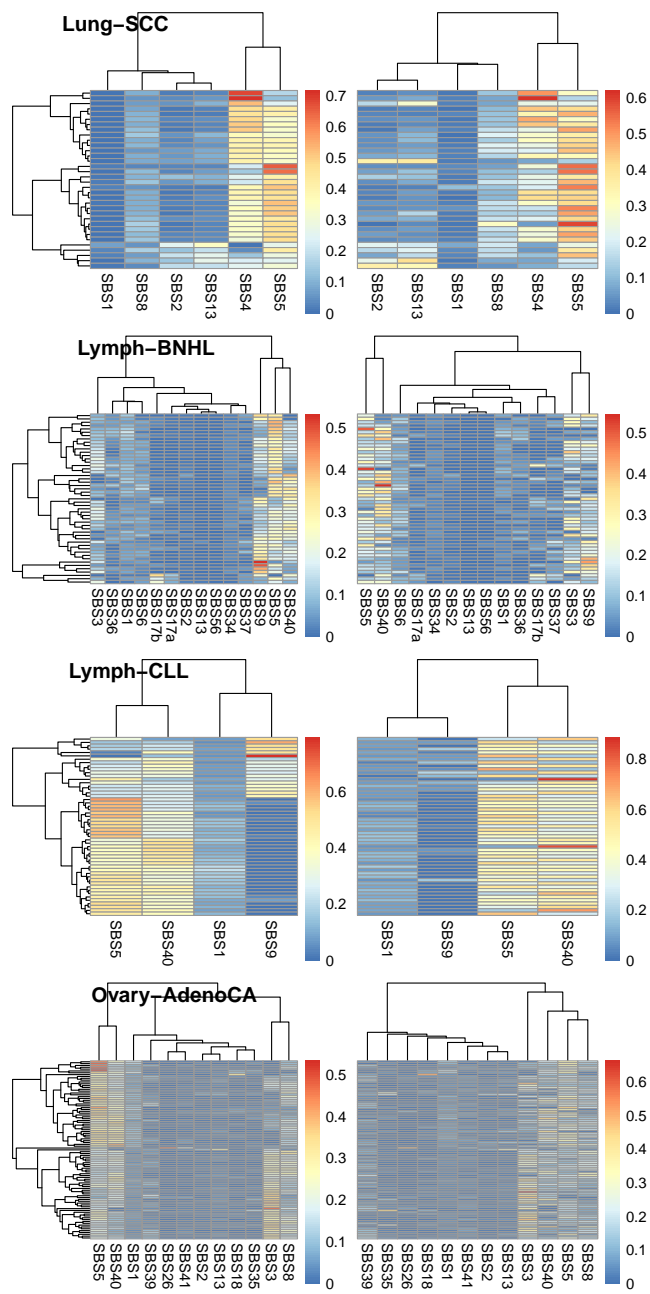 Lung−SCC
0.7
0.6
0.5
0.4
0.3
0.2
0.1
0
SBS1
SBS8
SBS2
SBS13
SBS4
SBS5
0.6
0.5
0.4
0.3
0.2
0.1
0
SBS2
SBS13
SBS1
SBS8
SBS4
SBS5
Lymph−BNHL
0.5
0.4
0.3
0.2
0.1
0
SBS3
SBS36
SBS1
SBS6
SBS17b
SBS17a
SBS2
SBS13
SBS56
SBS34
SBS37
SBS9
SBS5
SBS40
0.5
0.4
0.3
0.2
0.1
0
SBS5
SBS40
SBS6
SBS17a
SBS34
SBS2
SBS13
SBS56
SBS1
SBS36
SBS17b
SBS37
SBS3
SBS9
Lymph−CLL
0.6
0.4
0.2
0
SBS5
SBS40
SBS1
SBS9
0.8
0.6
0.4
0.2
0
SBS1
SBS9
SBS5
SBS40
Ovary−AdenoCA
0.5
0.4
0.3
0.2
0.1
0
SBS5
SBS40
SBS1
SBS39
SBS26
SBS41
SBS2
SBS13
SBS18
SBS35
SBS3
SBS8
0.6
0.5
0.4
0.3
0.2
0.1
0
SBS39
SBS35
SBS26
SBS18
SBS1
SBS41
SBS2
SBS13
SBS3
SBS40
SBS5
SBS8